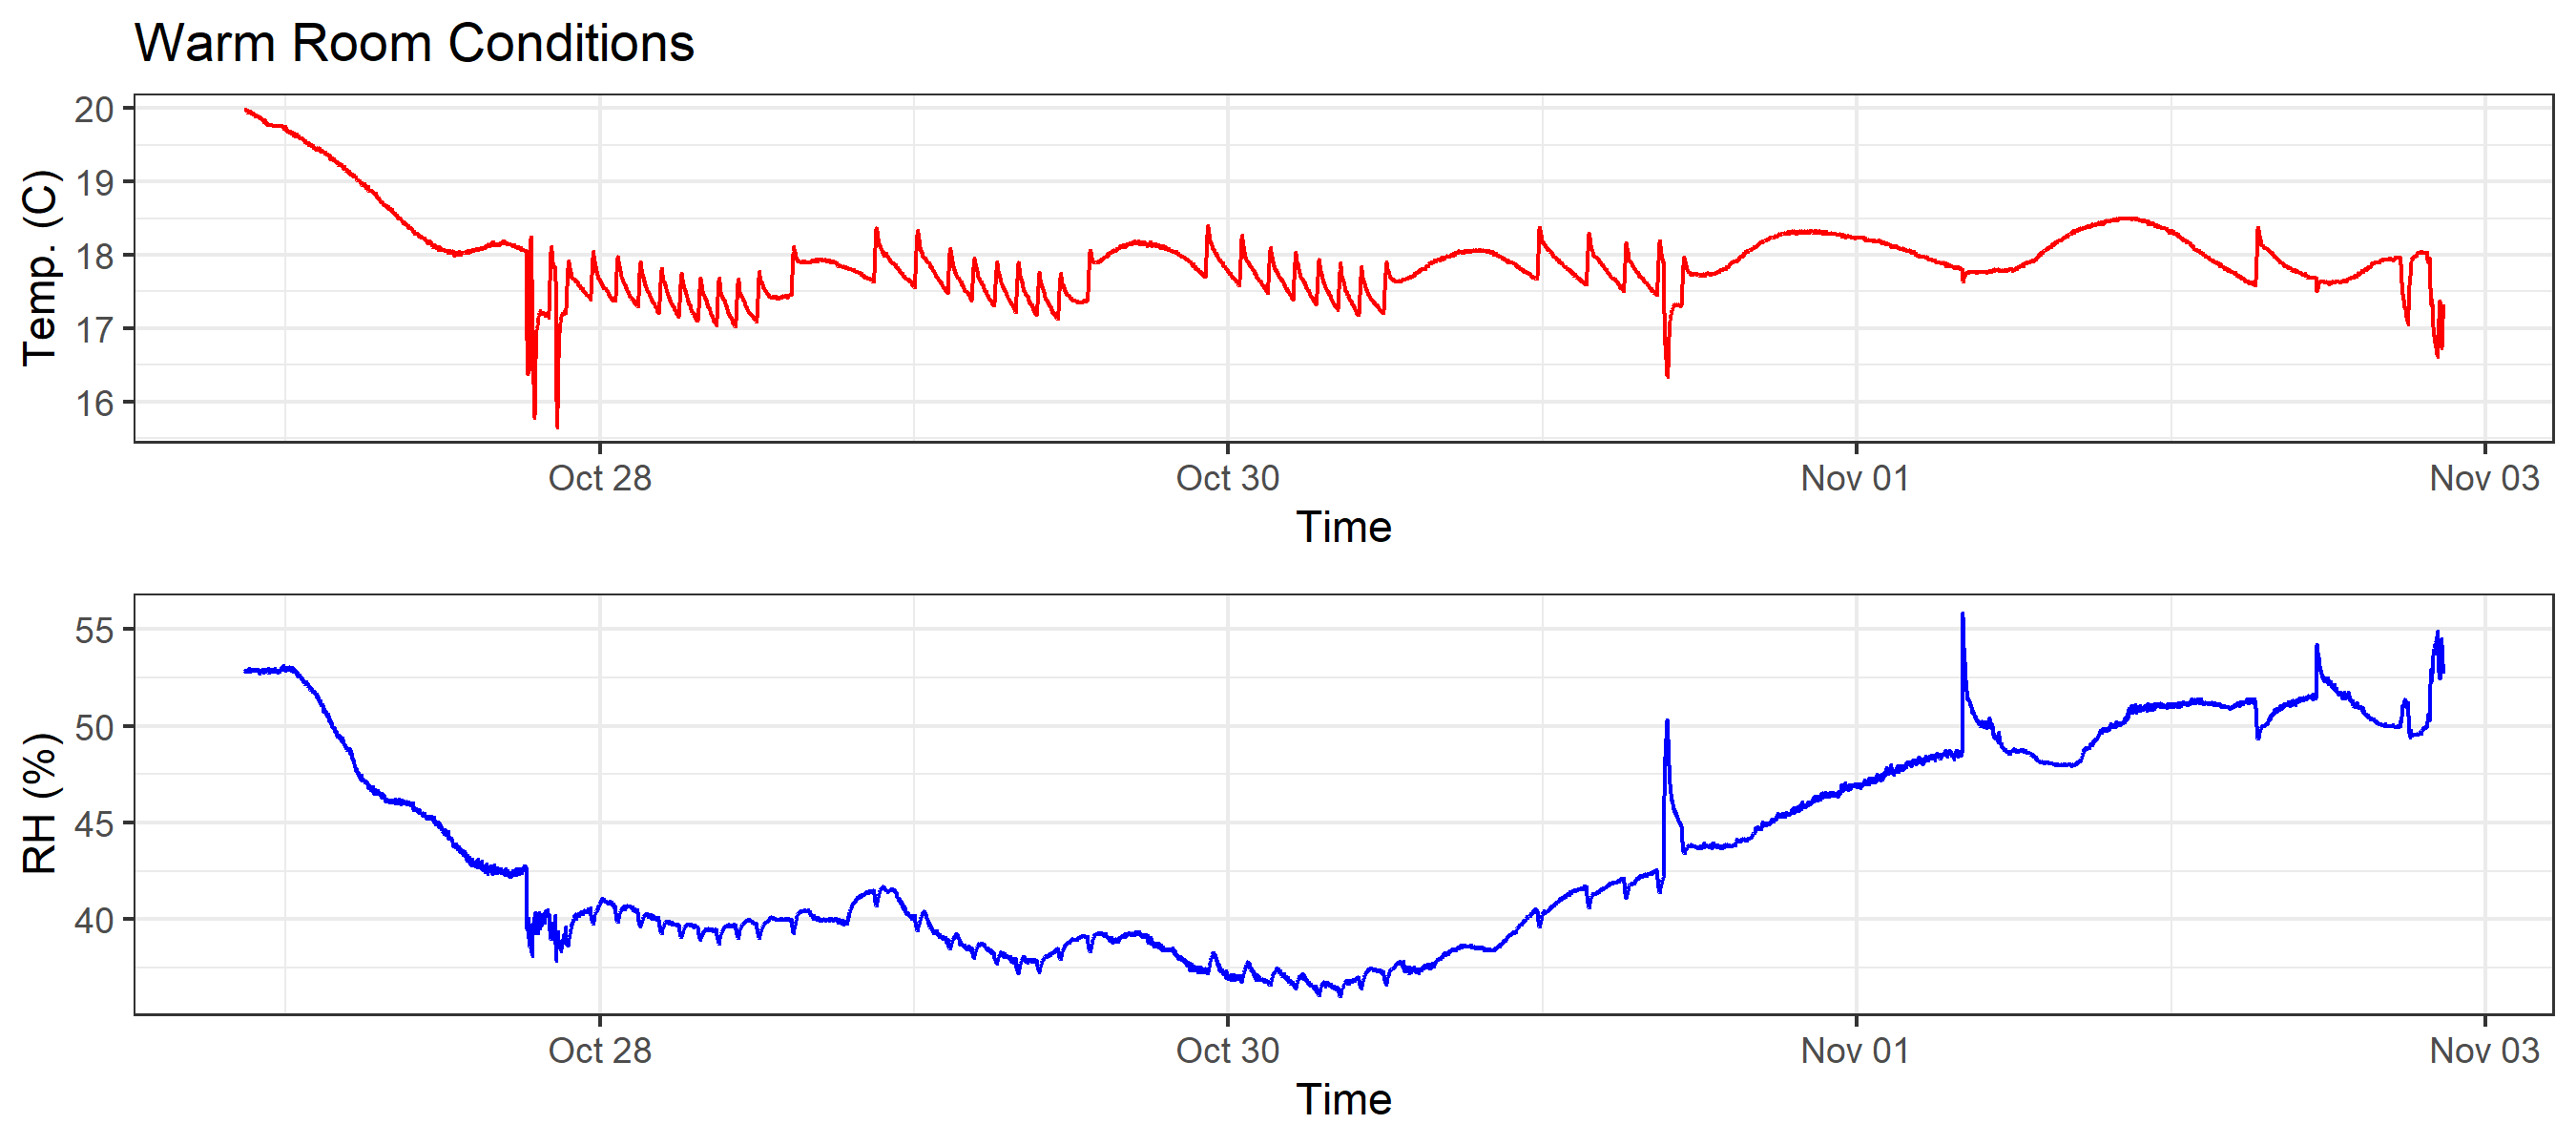 Warm Room Conditions
Temp. (C)
20
19
18
17
16
Oct 28 Oct 30 Nov 01 Nov 03
Time
RH (%)
55
50
45
40
Oct 28 Oct 30 Nov 01 Nov 03
Time